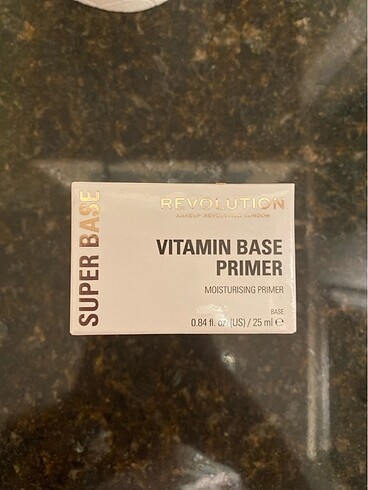 SUPER BASE
REVOLUTION
MAKEUP REVOLUTION LONDON
VITAMIN BASE
PRIMER
MOISTURISING PRIMER
BASE
0.84 fl. oz (US) / 25 ml ℮